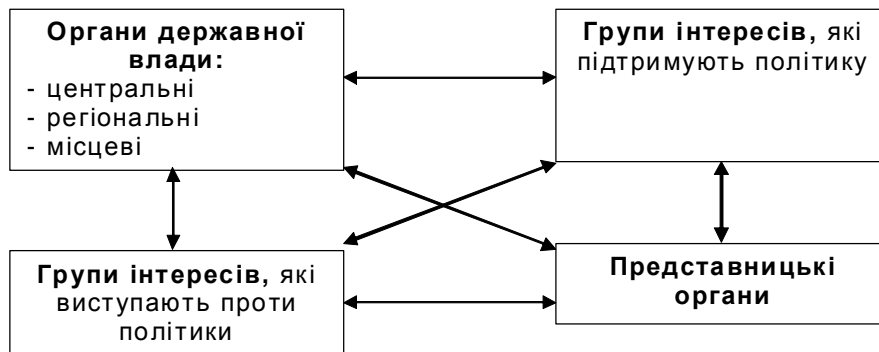 Органи державної
влади:
- центральні
- регіональні
- місцеві
Групи інтересів, які
підтримують політику
Групи інтересів, які
виступають проти
політики
Представницькі
органи